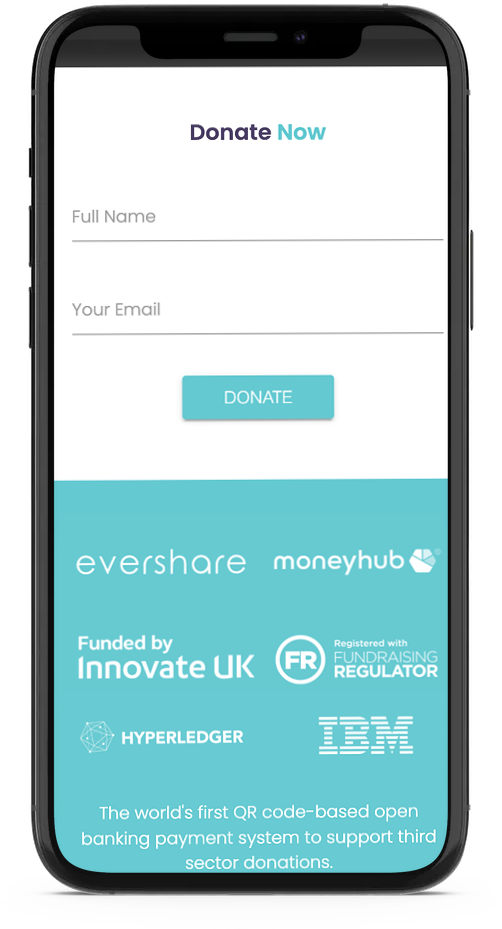 Donate Now
Full Name
Your Email
DONATE
evershare
moneyhub®
Funded by
Innovate UK
FR
Registered with
FUNDRAISING
REGULATOR
HYPERLEDGER
IBM
The world's first QR code-based open
banking payment system to support third
sector donations.